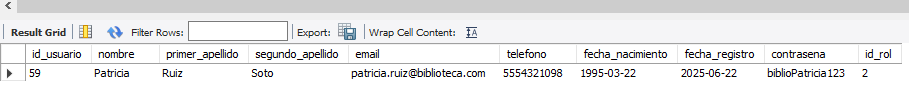 Result Grid Filter Rows: Export: Wrap Cell Content:
id_usuario nombre primer_apellido segundo_apellido email telefono fecha_nacimiento fecha_registro contrasena id_rol
59 Patricia Ruiz Soto patricia.ruiz@biblioteca.com 5554321098 1995-03-22 2025-06-22 biblioPatricia123 2